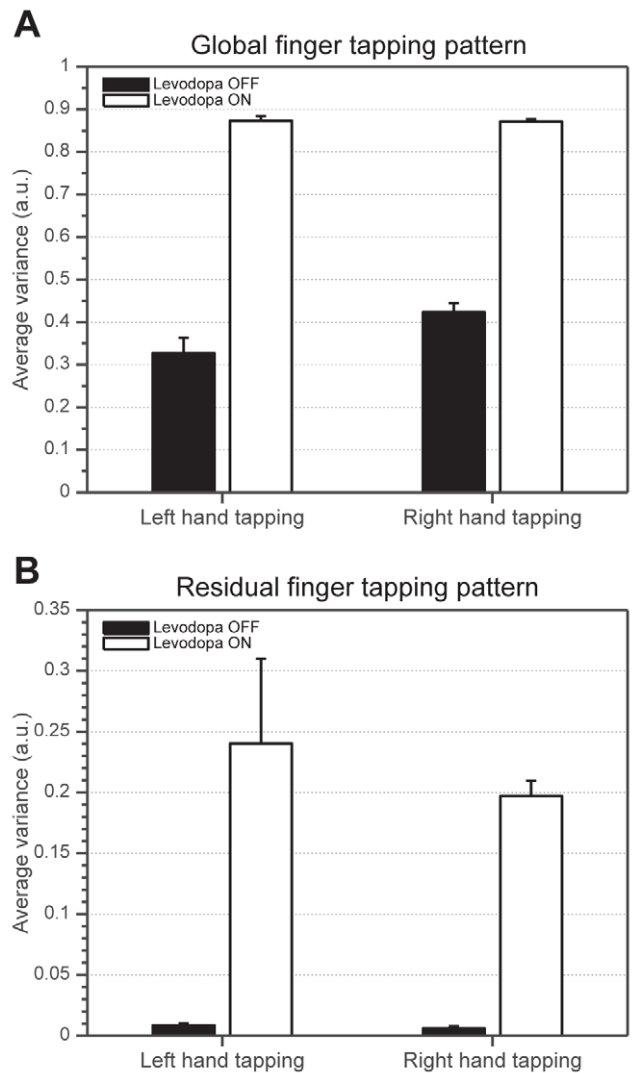 A
Global finger tapping pattern
1
0.9
0.8
0.7
0.6
0.5
0.4
0.3
0.2
0.1
0
Average variance (a.u.)
Levodopa OFF
Levodopa ON
Left hand tapping
Right hand tapping
B
Residual finger tapping pattern
0.35
0.3
0.25
0.2
0.15
0.1
0.05
0
Average variance (a.u.)
Levodopa OFF
Levodopa ON
Left hand tapping
Right hand tapping